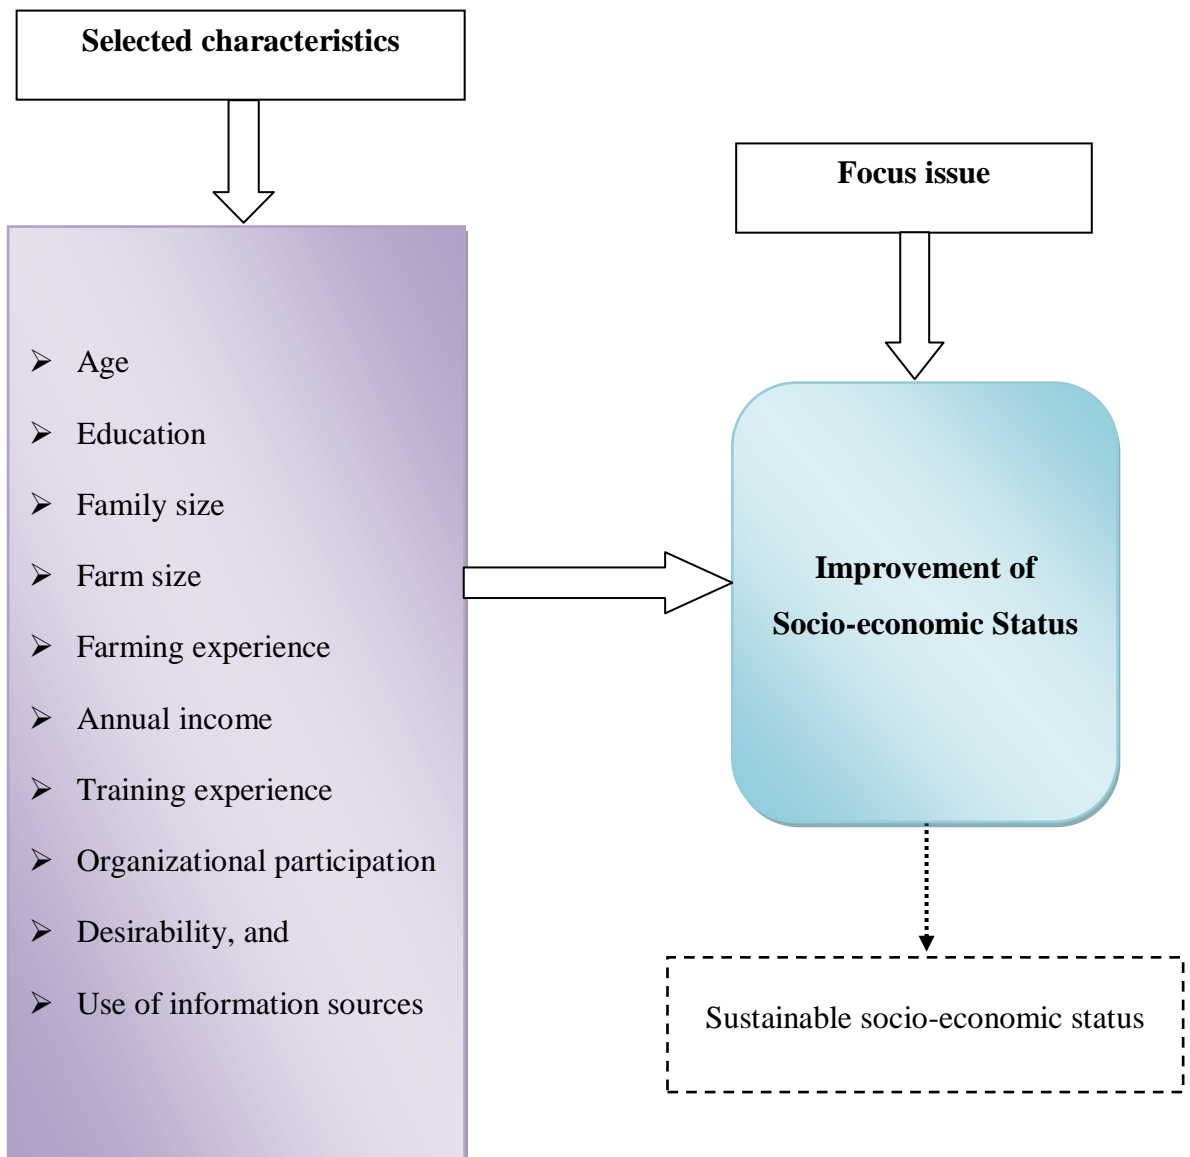 Selected characteristics
Focus issue
Age
Education
Family size
Farm size
Farming experience
Annual income
Training experience
Organizational participation
Desirability, and
Use of information sources
Improvement of
Socio-economic Status
Sustainable socio-economic status